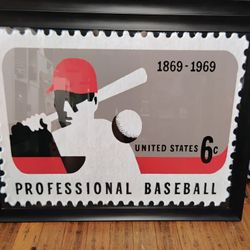 1869-1969
UNITED STATES 6c
PROFESSIONAL BASEBALL